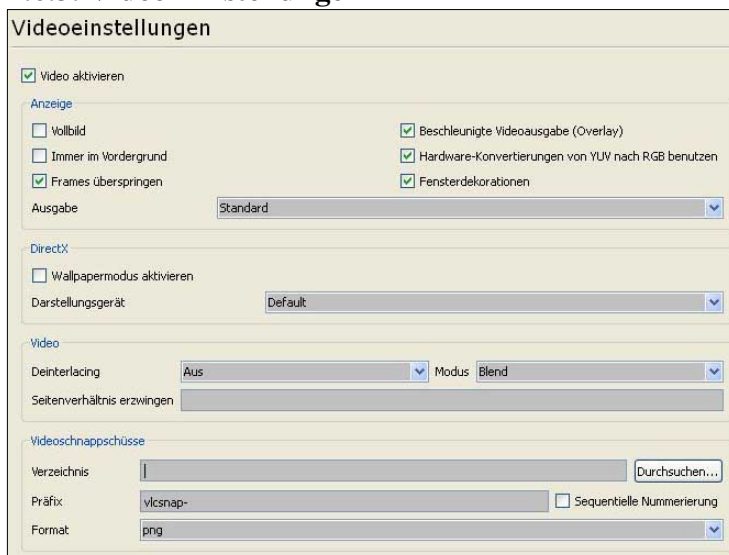 Videoeinstellungen
Video aktivieren
Anzeige
Vollbild
Beschleunigte Videoausgabe (Overlay)
Immer im Vordergrund
Hardware-Konvertierungen von YUV nach RGB benutzen
Frames überspringen
Fensterdekorationen
Ausgabe Standard
DirectX
Wallpapermodus aktivieren
Darstellungsgerät Default
Video
Deinterlacing Aus Modus Blend
Seitenverhältnis erzwingen
Videoschnappschüsse
Verzeichnis Durchsuchen...
Präfix vlcsnap- Sequentielle Nummerierung
Format png